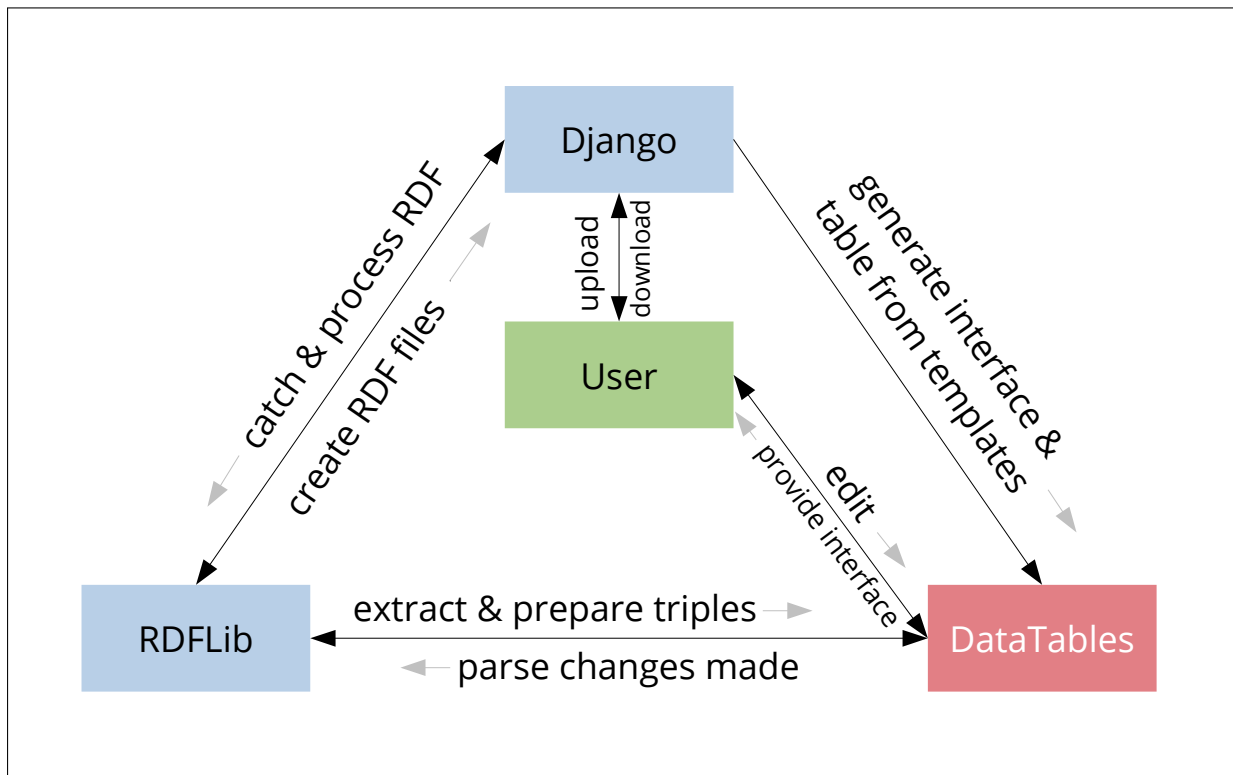 Django
catch & process RDF
create RDF files
upload
download
generate interface &
table from templates
User
edit
provide interface
extract & prepare triples
RDFLib
DataTables
parse changes made